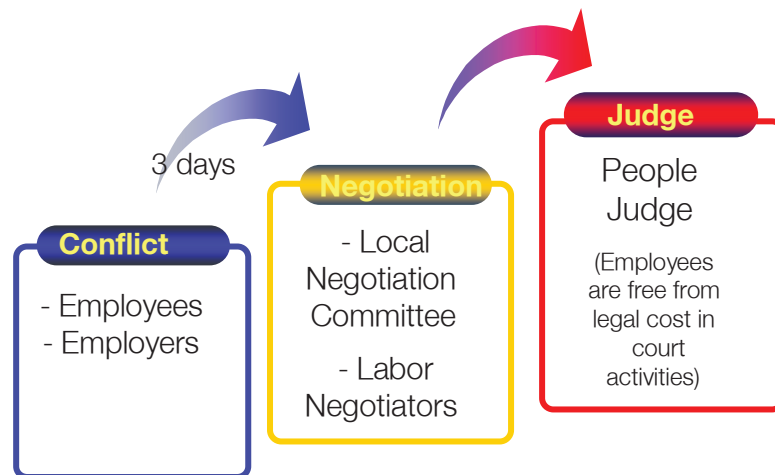 3 days
Conflict
- Employees
- Employers
Negotiation
- Local
Negotiation
Committee
- Labor
Negotiators
Judge
People
Judge
(Employees
are free from
legal cost in
court
activities)